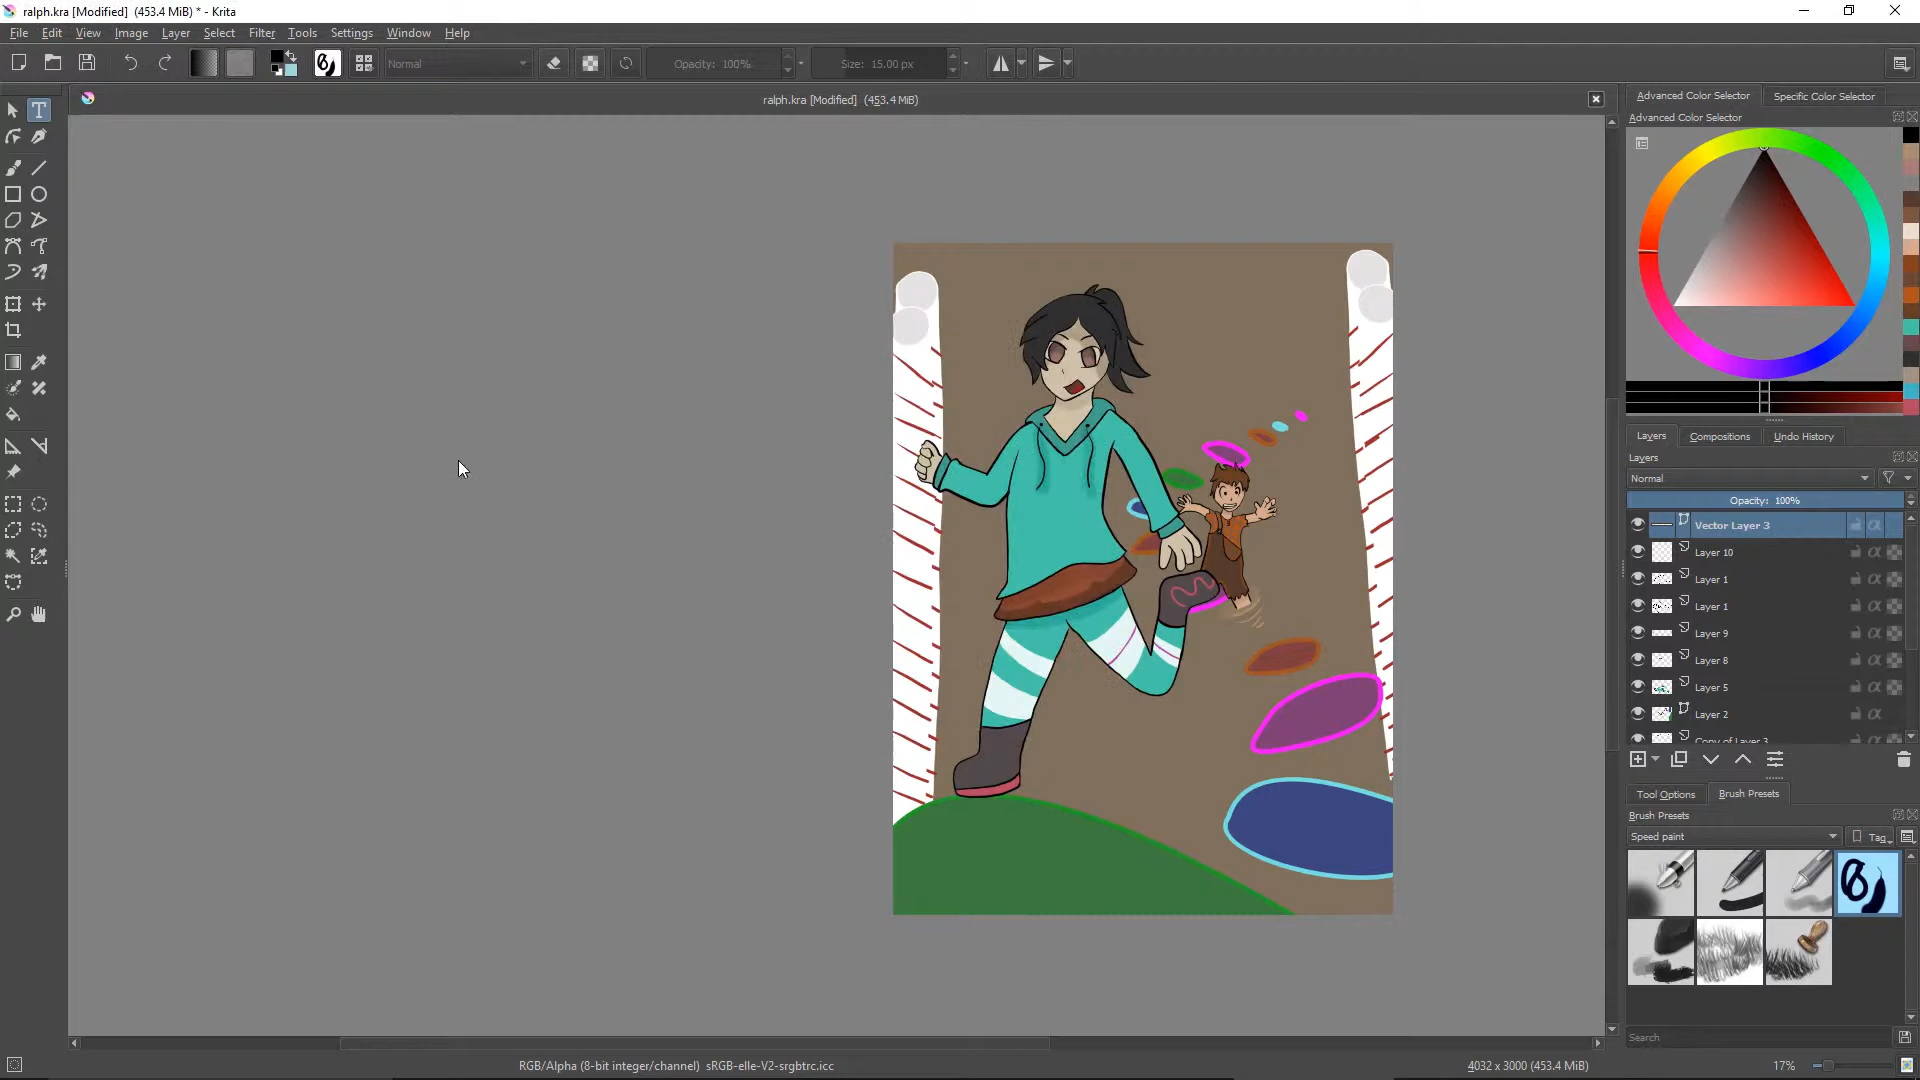 ralph.kra [Modified]  (453.4 MiB) * - Krita
File Edit View Image Layer Select Filter Tools Settings Window Help
Normal Opacity: 100% Size: 15.00 px
ralph.kra [Modified]  (453.4 MiB)
T
Advanced Color Selector Specific Color Selector
Advanced Color Selector
Layers Compositions Undo History
Layers
Normal
Opacity: 100%
Vector Layer 3
Layer 10
Layer 1
Layer 1
Layer 9
Layer 8
Layer 5
Layer 2
Copy of Layer 3
Tool Options Brush Presets
Brush Presets
Speed paint Tag
Search
RGB/Alpha (8-bit integer/channel)  sRGB-elle-V2-srgbtrc.icc 4032 x 3000 (453.4 MiB) 17%